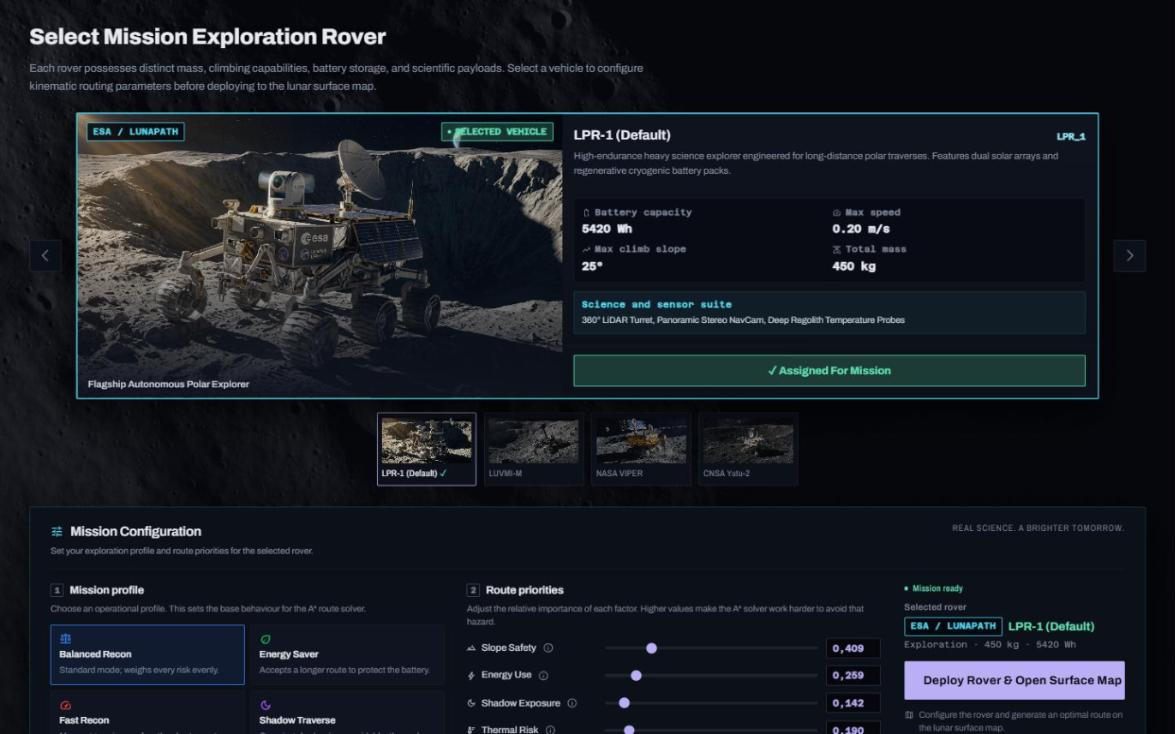 Select Mission Exploration Rover
Each rover possesses distinct mass, climbing capabilities, battery storage, and scientific payloads. Select a vehicle to configure
kinematic routing parameters before deploying to the lunar surface map.
ESA / LUNAPATH
SELECTED VEHICLE
esa
Flagship Autonomous Polar Explorer
LPR-1 (Default)
LPR_1
High-endurance heavy science explorer engineered for long-distance polar traverses. Features dual solar arrays and
regenerative cryogenic battery packs.
Battery capacity
5420 Wh
Max speed
0.20 m/s
Max climb slope
25°
Total mass
450 kg
Science and sensor suite
360° LiDAR Turret, Panoramic Stereo NavCam, Deep Regolith Temperature Probes
✓ Assigned For Mission
LPR-1 (Default) ✓
LUVMI-M
NASA VIPER
CNSA Yutu-2
Mission Configuration
Set your exploration profile and route priorities for the selected rover.
REAL SCIENCE. A BRIGHTER TOMORROW.
1 Mission profile
Choose an operational profile. This sets the base behaviour for the A* route solver.
Balanced Recon
Standard mode; weighs every risk evenly.
Energy Saver
Accepts a longer route to protect the battery.
Fast Recon
Shadow Traverse
2 Route priorities
Adjust the relative importance of each factor. Higher values make the A* solver work harder to avoid that
hazard.
Slope Safety 0,409
Energy Use 0,259
Shadow Exposure 0,142
Thermal Risk 0,190
• Mission ready
Selected rover
ESA / LUNAPATH LPR-1 (Default)
Exploration · 450 kg · 5420 Wh
Deploy Rover & Open Surface Map
Configure the rover and generate an optimal route on
the lunar surface map.